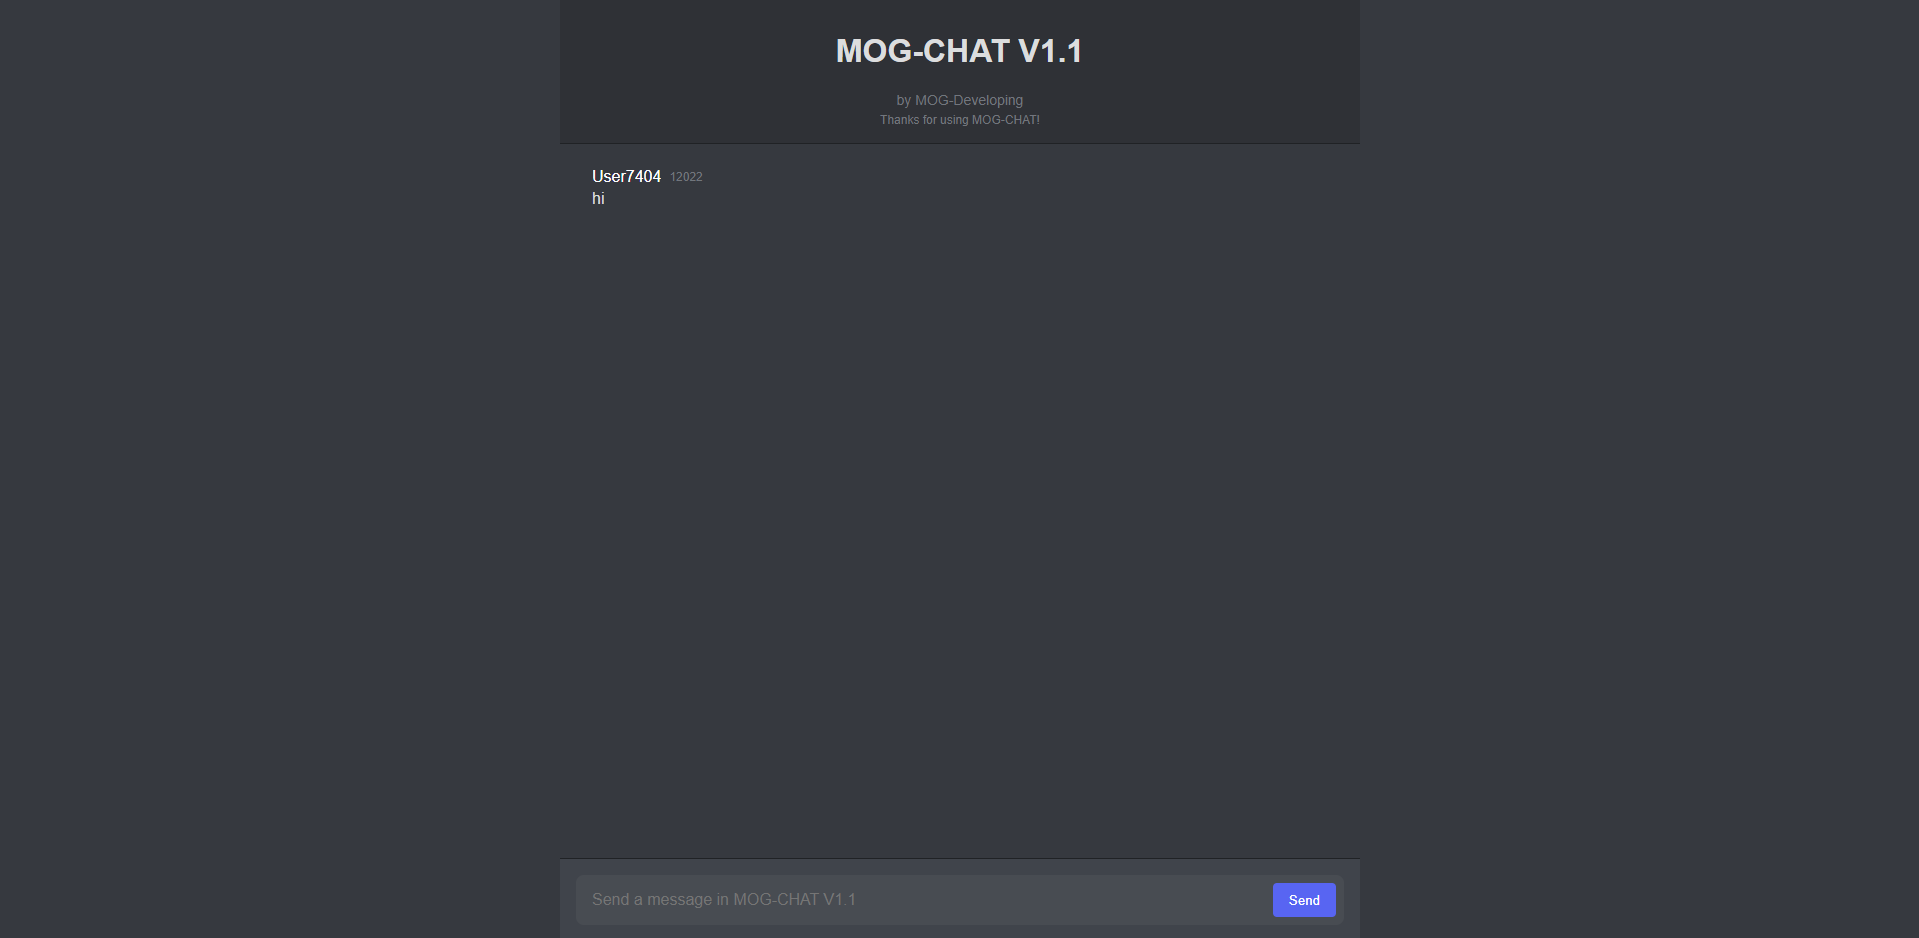 MOG-CHAT V1.1
by MOG-Developing
Thanks for using MOG-CHAT!
User7404 12022
hi
Send a message in MOG-CHAT V1.1
Send